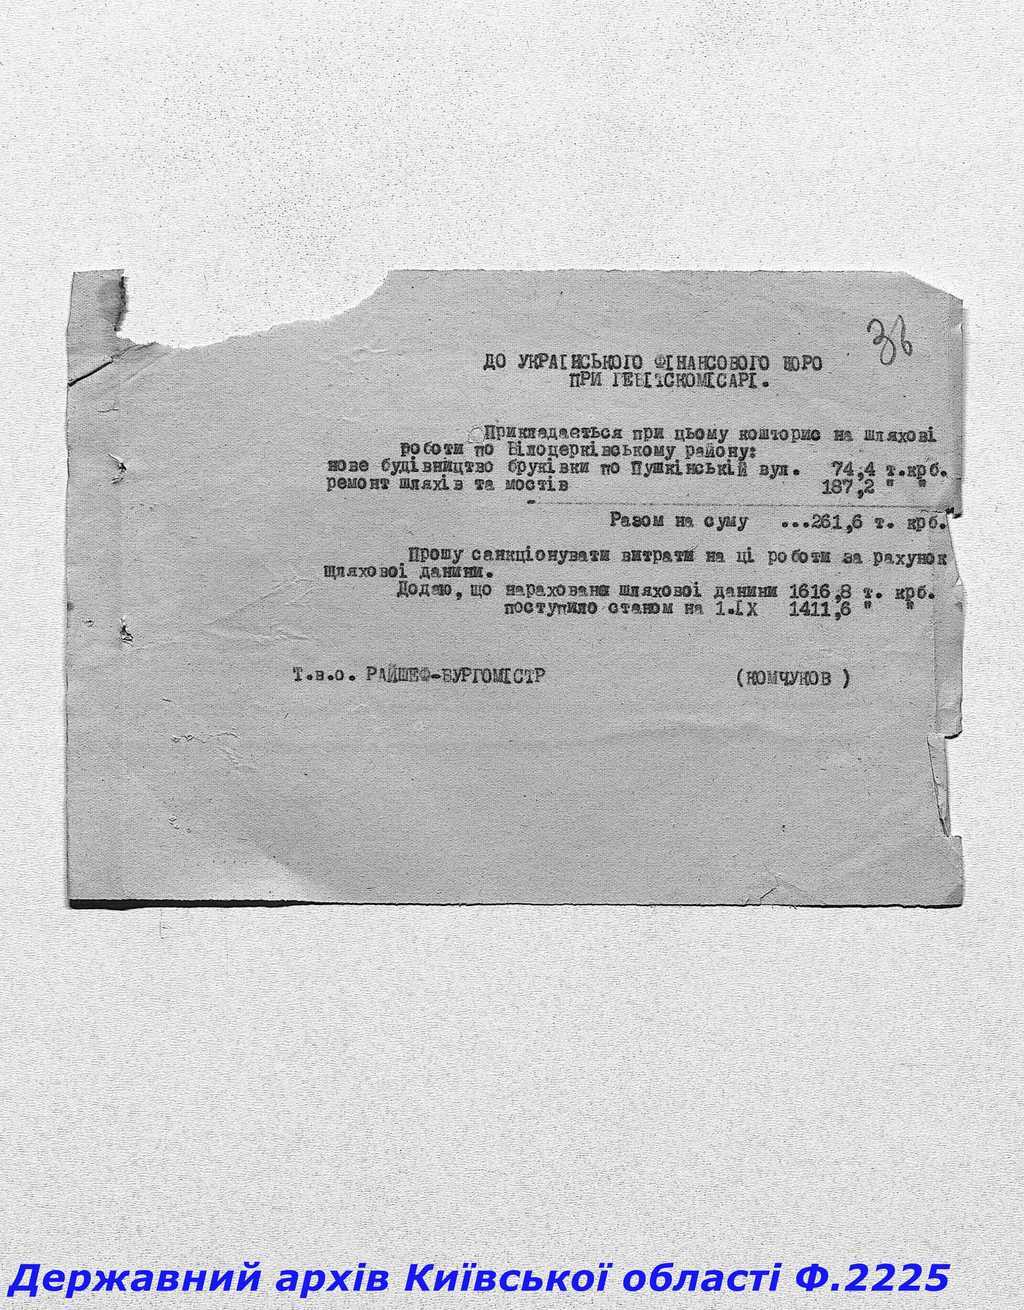 36
ДО УКРАЇНСЬКОГО ФІНАНСОВОГО БЮРО
ПРИ ГЕБІТСКОМІСАРІ.
Прикладається при цьому кошторис на шляхові
роботи по Білоцерківському району:
нове будівництво бруківки по Пушкінській вул. 74,4 т.крб.
ремонт шляхів та мостів 187,2 " "
Разом на суму ...261,6 т. крб.
Прошу санкціонувати витрати на ці роботи за рахунок
шляхової данини.
Додаю, що нараховано шляхової данини 1616,8 т. крб.
поступило станом на 1.ІХ 1411,6 " "
Т.в.о. РАЙШЕФ-БУРГОМІСТР (КОМЧУКОВ )
Державний архів Київської області Ф.2225